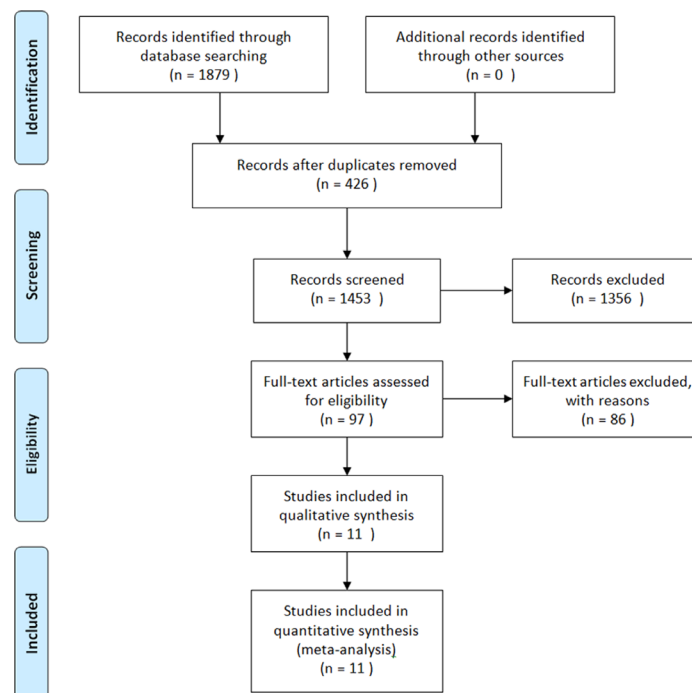 Identification
Records identified through
database searching
(n = 1879 )
Additional records identified
through other sources
(n = 0 )
Records after duplicates removed
(n = 426 )
Screening
Records screened
(n = 1453 )
Records excluded
(n = 1356 )
Eligibility
Full-text articles assessed
for eligibility
(n = 97 )
Full-text articles excluded,
with reasons
(n = 86 )
Studies included in
qualitative synthesis
(n = 11 )
Included
Studies included in
quantitative synthesis
(meta-analysis)
(n = 11 )